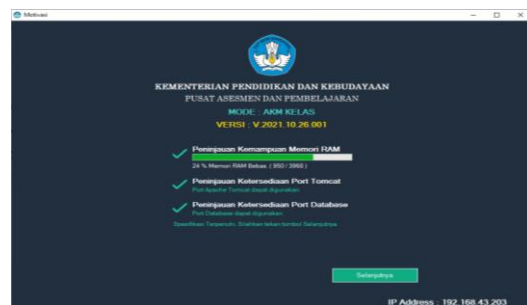 Motivasi
KEMENTERIAN PENDIDIKAN DAN KEBUDAYAAN
PUSAT ASESMEN DAN PEMBELAJARAN
MODE : AKM KELAS
VERSI : V.2021.10.26.001
Peninjauan Kemampuan Memori RAM
24 % Memori RAM Bebas ( 950 / 3960 )
Peninjauan Ketersediaan Port Tomcat
Port Apache Tomcat dapat digunakan
Peninjauan Ketersediaan Port Database
Port Database dapat digunakan
Spesifikasi Terpenuhi, Silahkan tekan tombol Selanjutnya
Selanjutnya
IP Address : 192.168.43.203